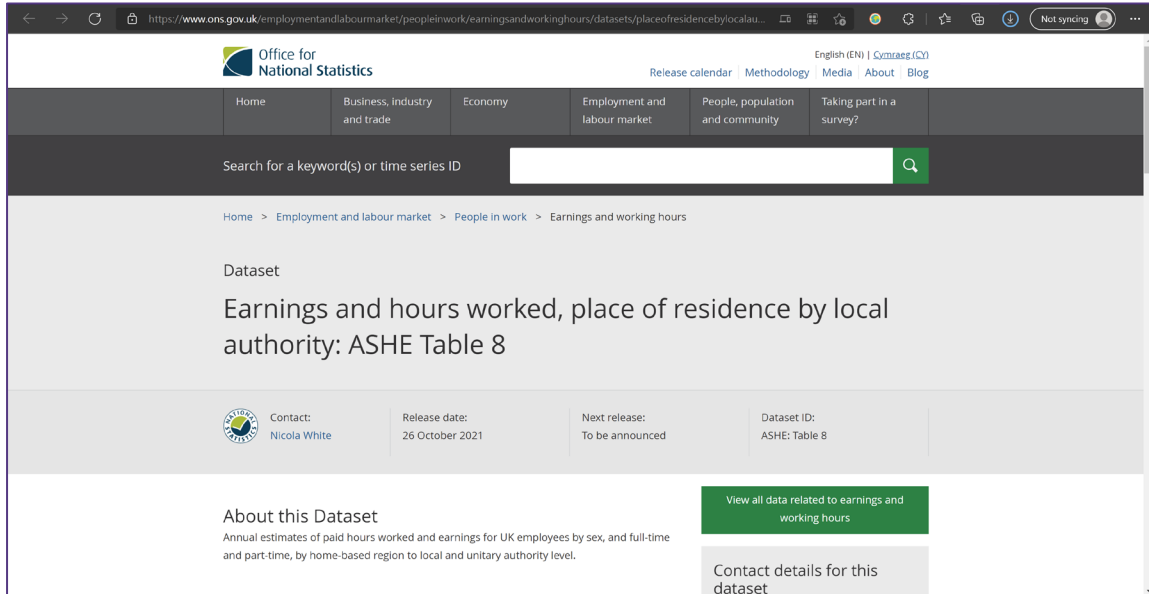 https://www.ons.gov.uk/employmentandlabourmarket/peopleinwork/earningsandworkinghours/datasets/placeofresidencebylocalau...
Not syncing
Office for
National Statistics
English (EN) | Cymraeg (CY)
Release calendar | Methodology | Media | About | Blog
Home
Business, industry
and trade
Economy
Employment and
labour market
People, population
and community
Taking part in a
survey?
Search for a keyword(s) or time series ID
Home > Employment and labour market > People in work > Earnings and working hours
Dataset
Earnings and hours worked, place of residence by local
authority: ASHE Table 8
NATIONAL
STATISTICS
Contact:
Nicola White
Release date:
26 October 2021
Next release:
To be announced
Dataset ID:
ASHE: Table 8
About this Dataset
Annual estimates of paid hours worked and earnings for UK employees by sex, and full-time
and part-time, by home-based region to local and unitary authority level.
View all data related to earnings and
working hours
Contact details for this
dataset